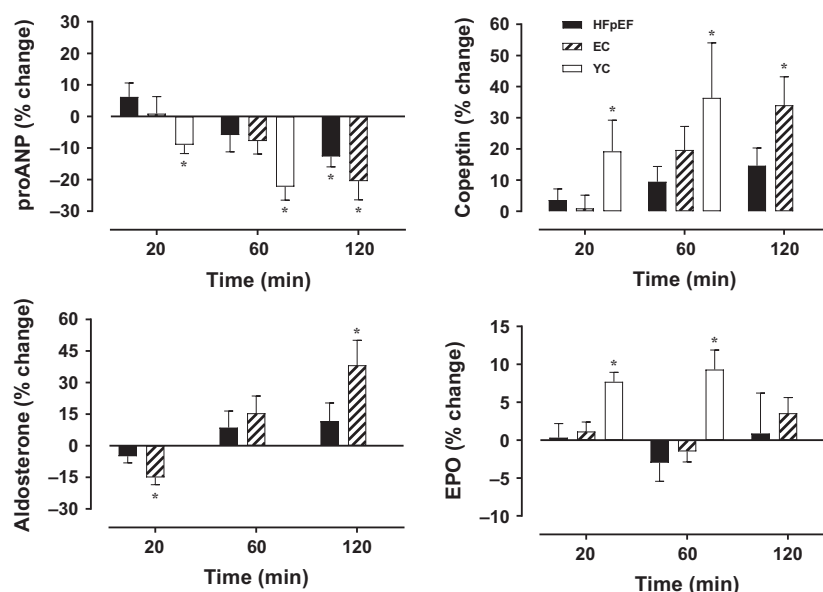 30
20
10
0
–10
–20
–30
proANP (% change)
*
*
*
*
20 60 120
Time (min)
60
50
40
30
20
10
0
Copeptin (% change)
HFpEF
EC
YC
*
*
*
20 60 120
Time (min)
60
45
30
15
0
–15
–30
Aldosterone (% change)
*
*
20 60 120
Time (min)
15
10
5
0
–5
–10
EPO (% change)
*
*
20 60 120
Time (min)